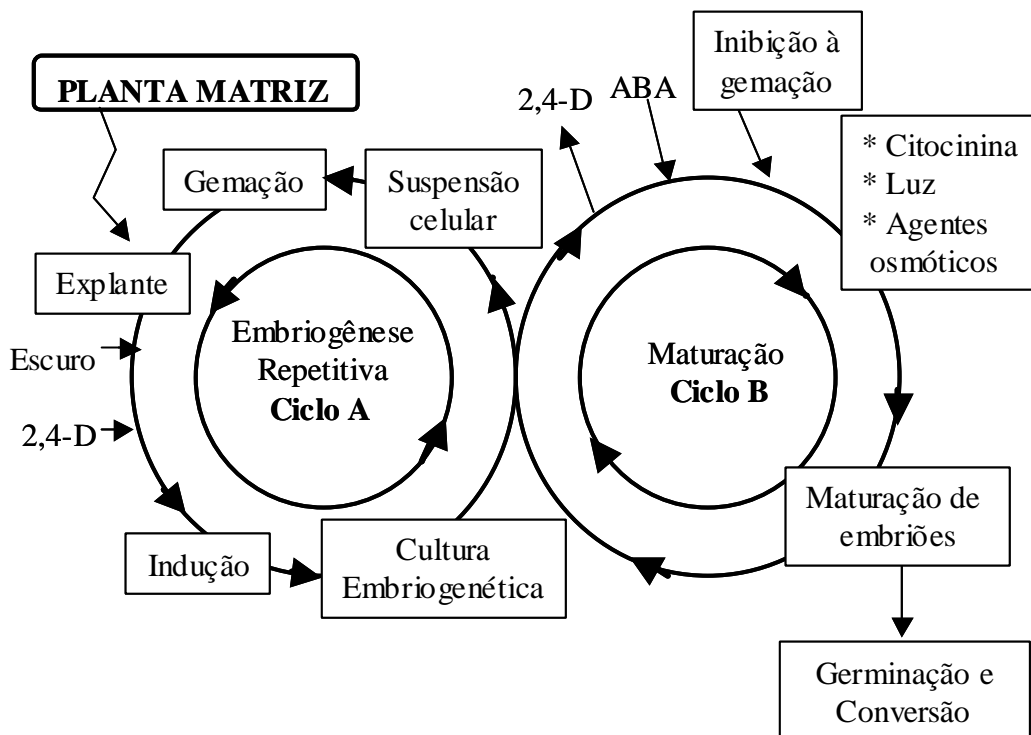 PLANTA MATRIZ
Gemação
Suspensão
celular
2,4-D
ABA
Inibição à
gemação
* Citocinina
* Luz
* Agentes
osmóticos
Explante
Escuro
2,4-D
Embriogênese
Repetitiva
Ciclo A
Maturação
Ciclo B
Indução
Cultura
Embriogenética
Maturação de
embriões
Germinação e
Conversão